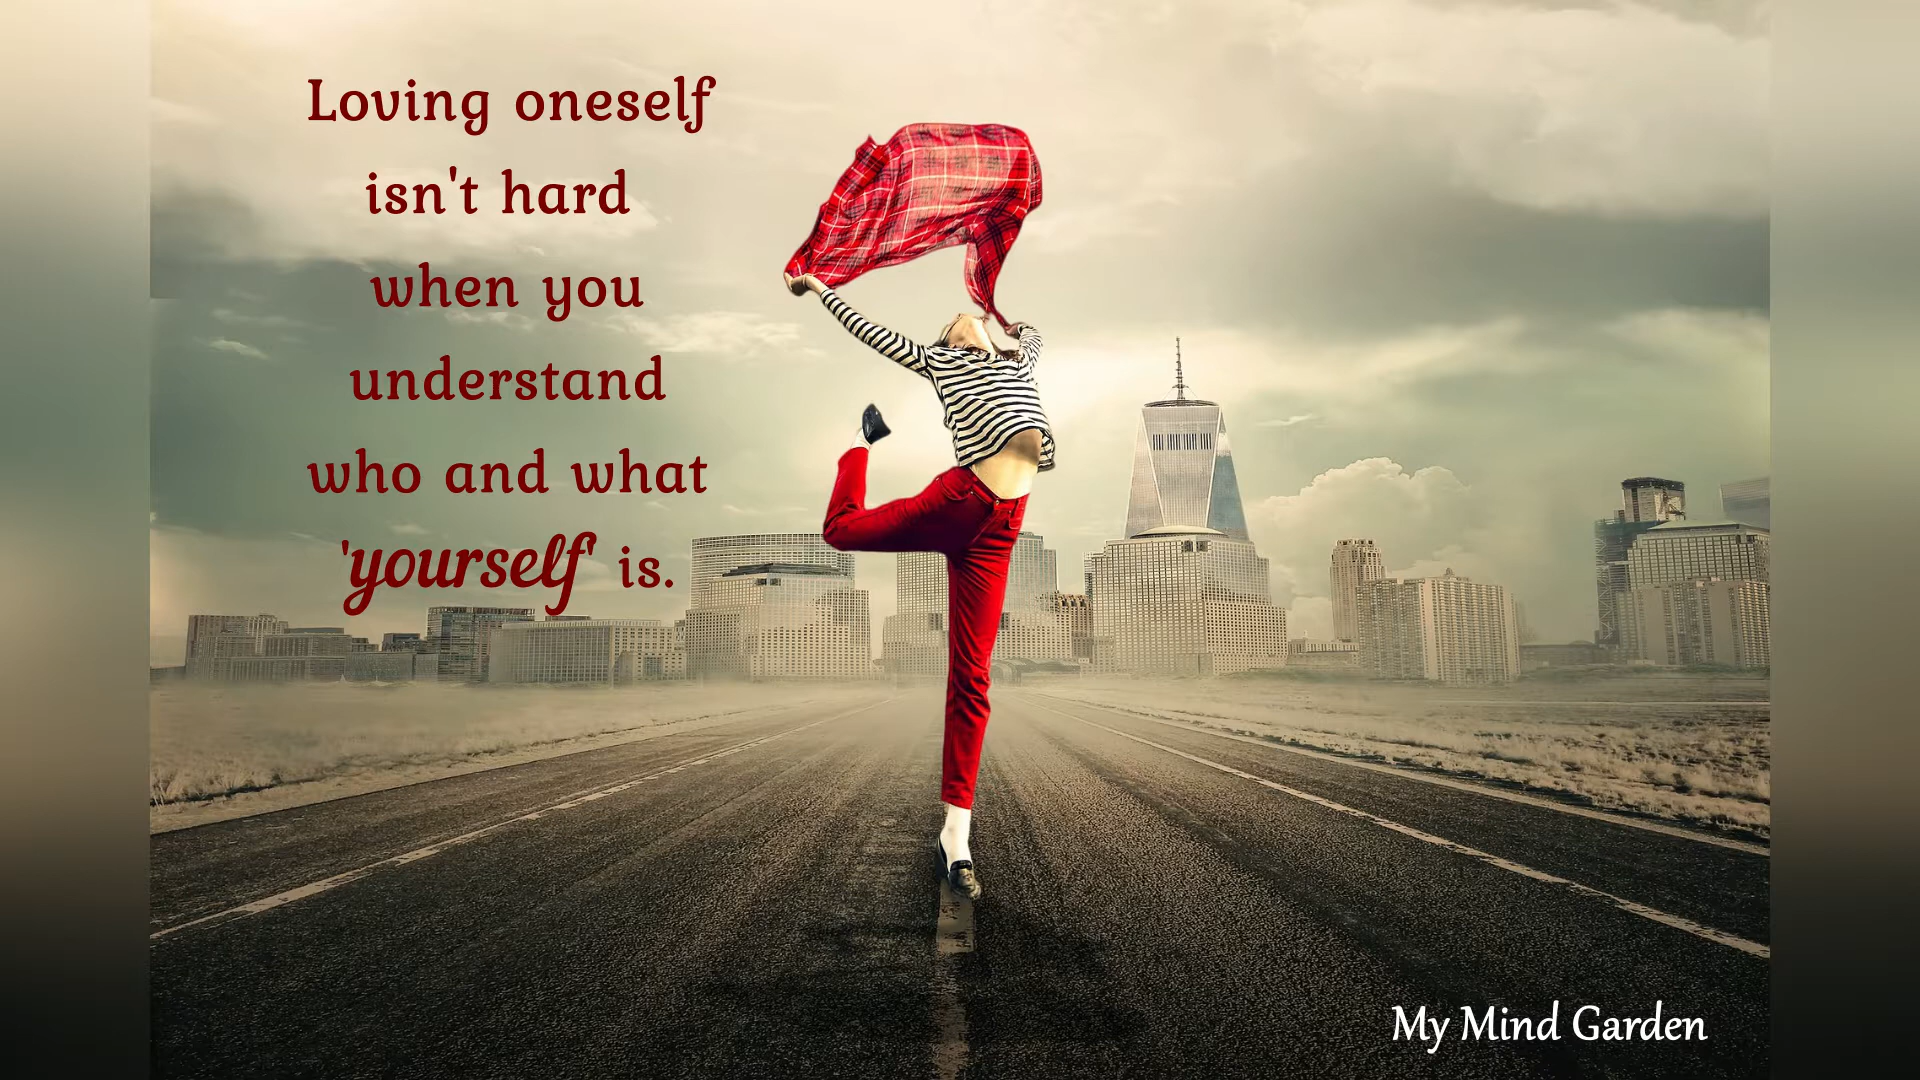 Loving oneself
isn't hard
when you
understand
who and what
'yourself' is.
My Mind Garden